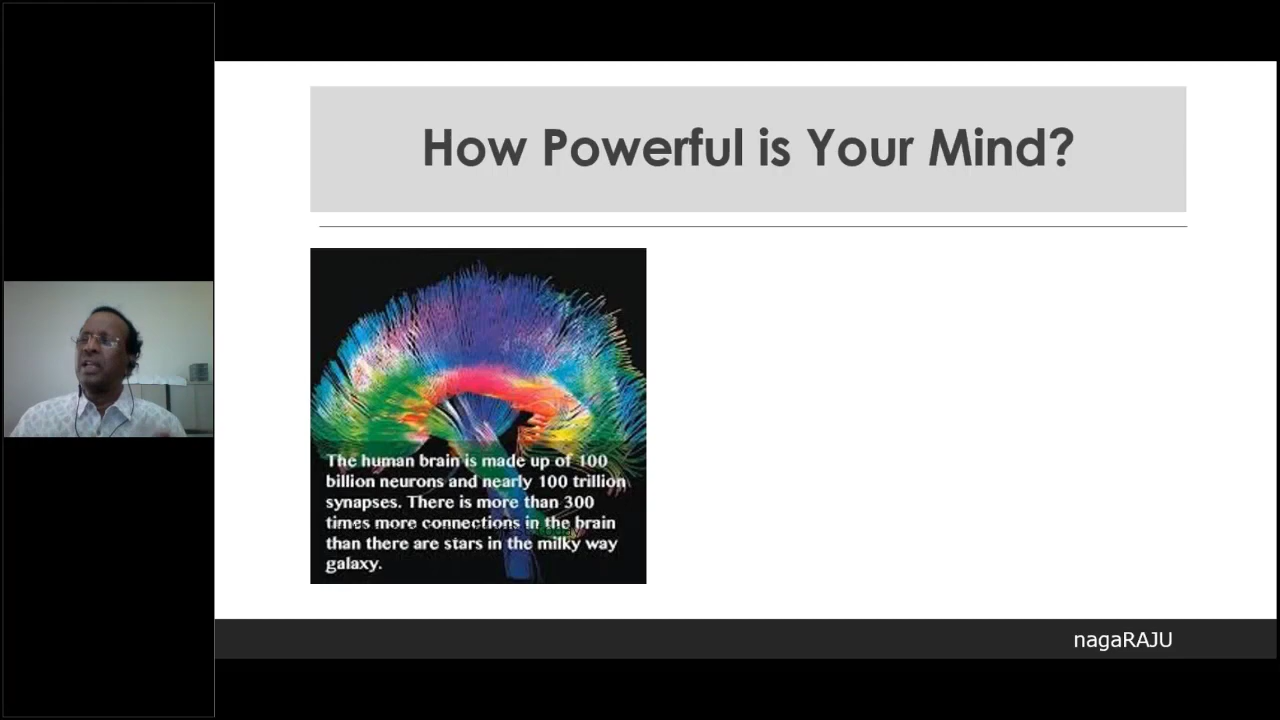 How Powerful is Your Mind?
The human brain is made up of 100
billion neurons and nearly 100 trillion
synapses. There is more than 300
times more connections in the brain
than there are stars in the milky way
galaxy.
nagaRAJU